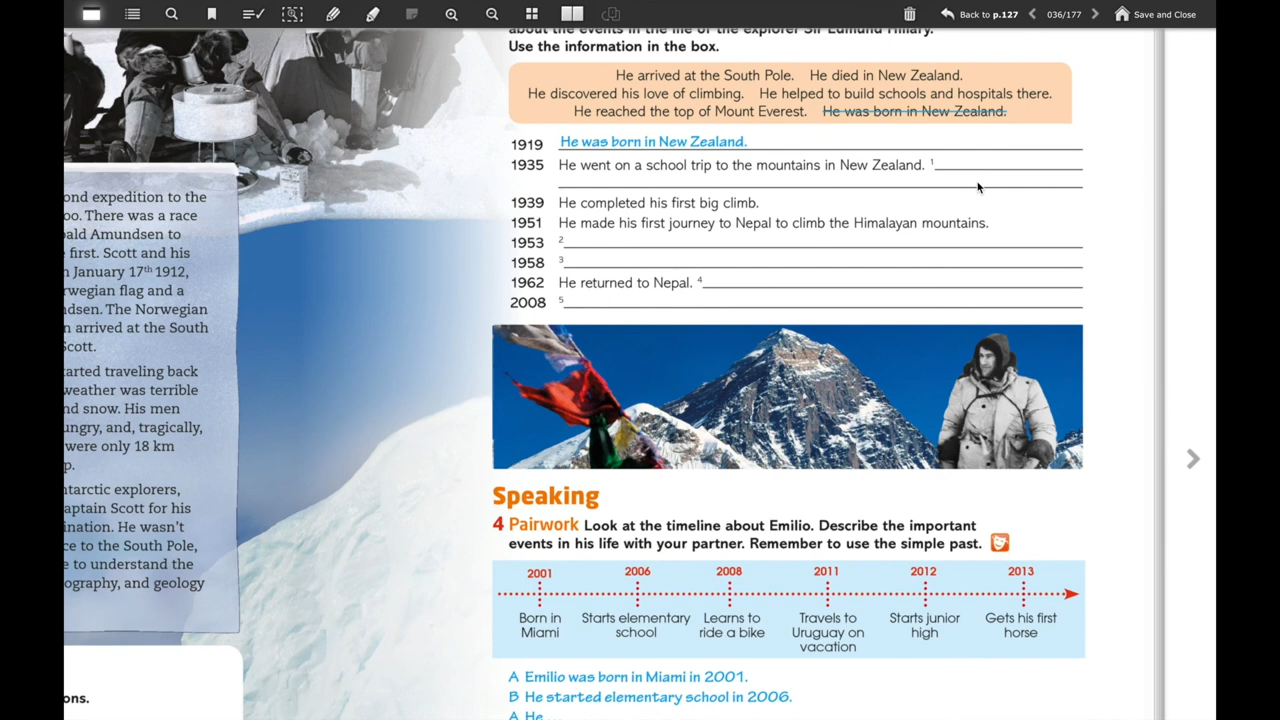 Back to p.127
036/177
Save and Close
about the events in the life of the explorer Sir Edmund Hillary.
Use the information in the box.
He arrived at the South Pole. He died in New Zealand.
He discovered his love of climbing. He helped to build schools and hospitals there.
He reached the top of Mount Everest. He was born in New Zealand.
1919 He was born in New Zealand.
1935 He went on a school trip to the mountains in New Zealand. 1
1939 He completed his first big climb.
1951 He made his first journey to Nepal to climb the Himalayan mountains.
1953 2
1958 3
1962 He returned to Nepal. 4
2008 5
ond expedition to the
oo. There was a race
oald Amundsen to
e first. Scott and his
n January 17th 1912,
rwegian flag and a
ndsen. The Norwegian
n arrived at the South
Scott.
tarted traveling back
weather was terrible
nd snow. His men
ungry, and, tragically,
were only 18 km
p.
ntarctic explorers,
aptain Scott for his
ination. He wasn't
ce to the South Pole,
e to understand the
ography, and geology
ons.
Speaking
4 Pairwork Look at the timeline about Emilio. Describe the important
events in his life with your partner. Remember to use the simple past.
2001 2006 2008 2011 2012 2013
Born in Starts elementary Learns to Travels to Starts junior Gets his first
Miami school ride a bike Uruguay on high horse
vacation
A Emilio was born in Miami in 2001.
B He started elementary school in 2006.
A He ...